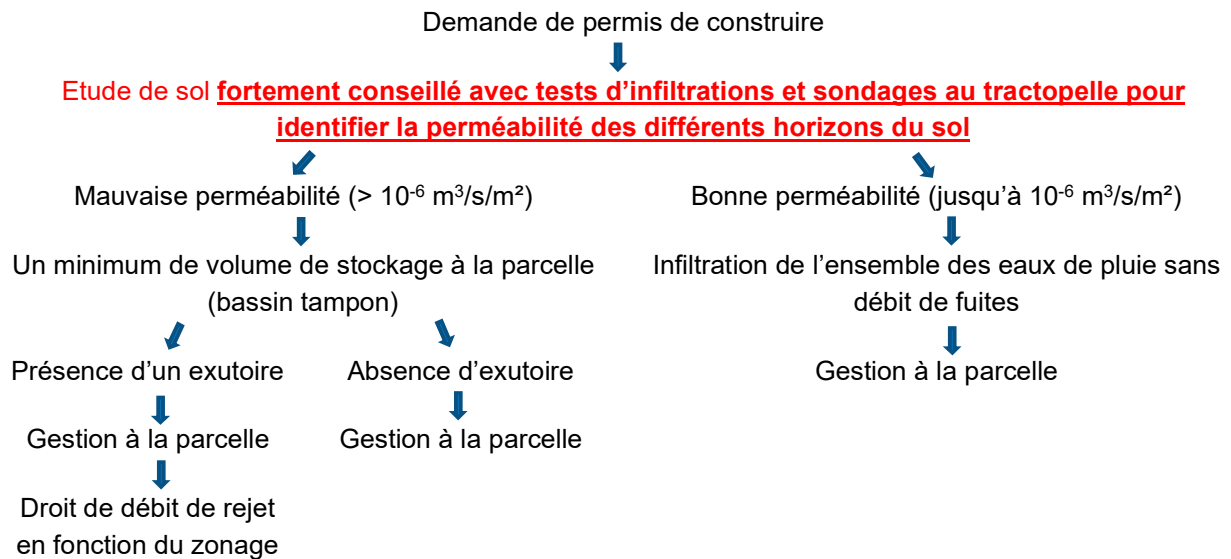 Demande de permis de construire
Etude de sol fortement conseillé avec tests d’infiltrations et sondages au tractopelle pour
identifier la perméabilité des différents horizons du sol
Mauvaise perméabilité (> 10⁻⁶ m³/s/m²)
Bonne perméabilité (jusqu’à 10⁻⁶ m³/s/m²)
Un minimum de volume de stockage à la parcelle
(bassin tampon)
Infiltration de l’ensemble des eaux de pluie sans
débit de fuites
Présence d’un exutoire
Absence d’exutoire
Gestion à la parcelle
Gestion à la parcelle
Gestion à la parcelle
Droit de débit de rejet
en fonction du zonage